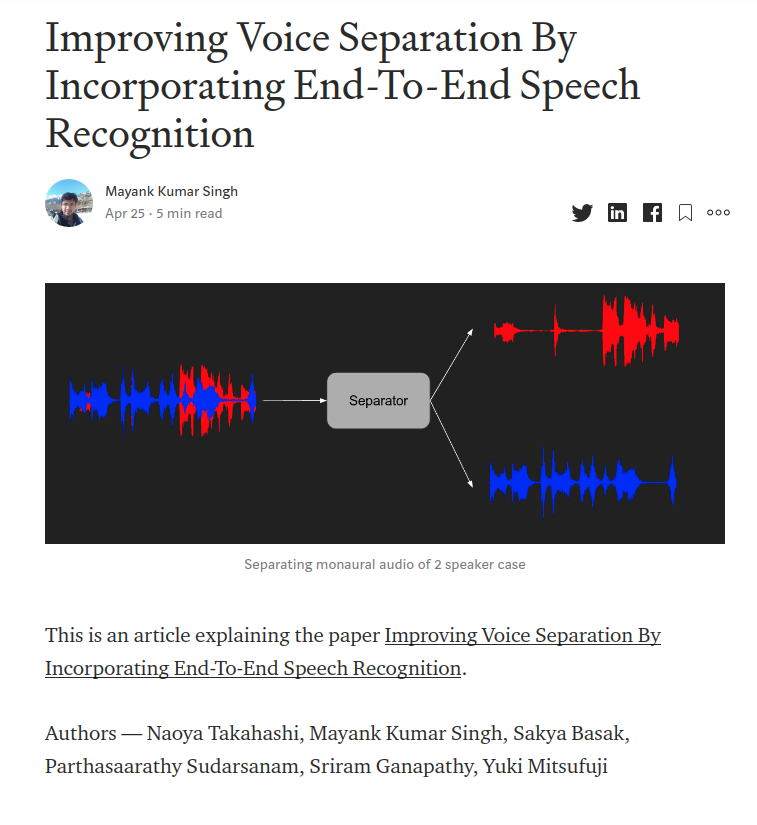 Improving Voice Separation By
Incorporating End-To-End Speech
Recognition
Mayank Kumar Singh
Apr 25 · 5 min read
Separator
Separating monaural audio of 2 speaker case
This is an article explaining the paper Improving Voice Separation By
Incorporating End-To-End Speech Recognition.
Authors — Naoya Takahashi, Mayank Kumar Singh, Sakya Basak,
Parthasaarathy Sudarsanam, Sriram Ganapathy, Yuki Mitsufuji